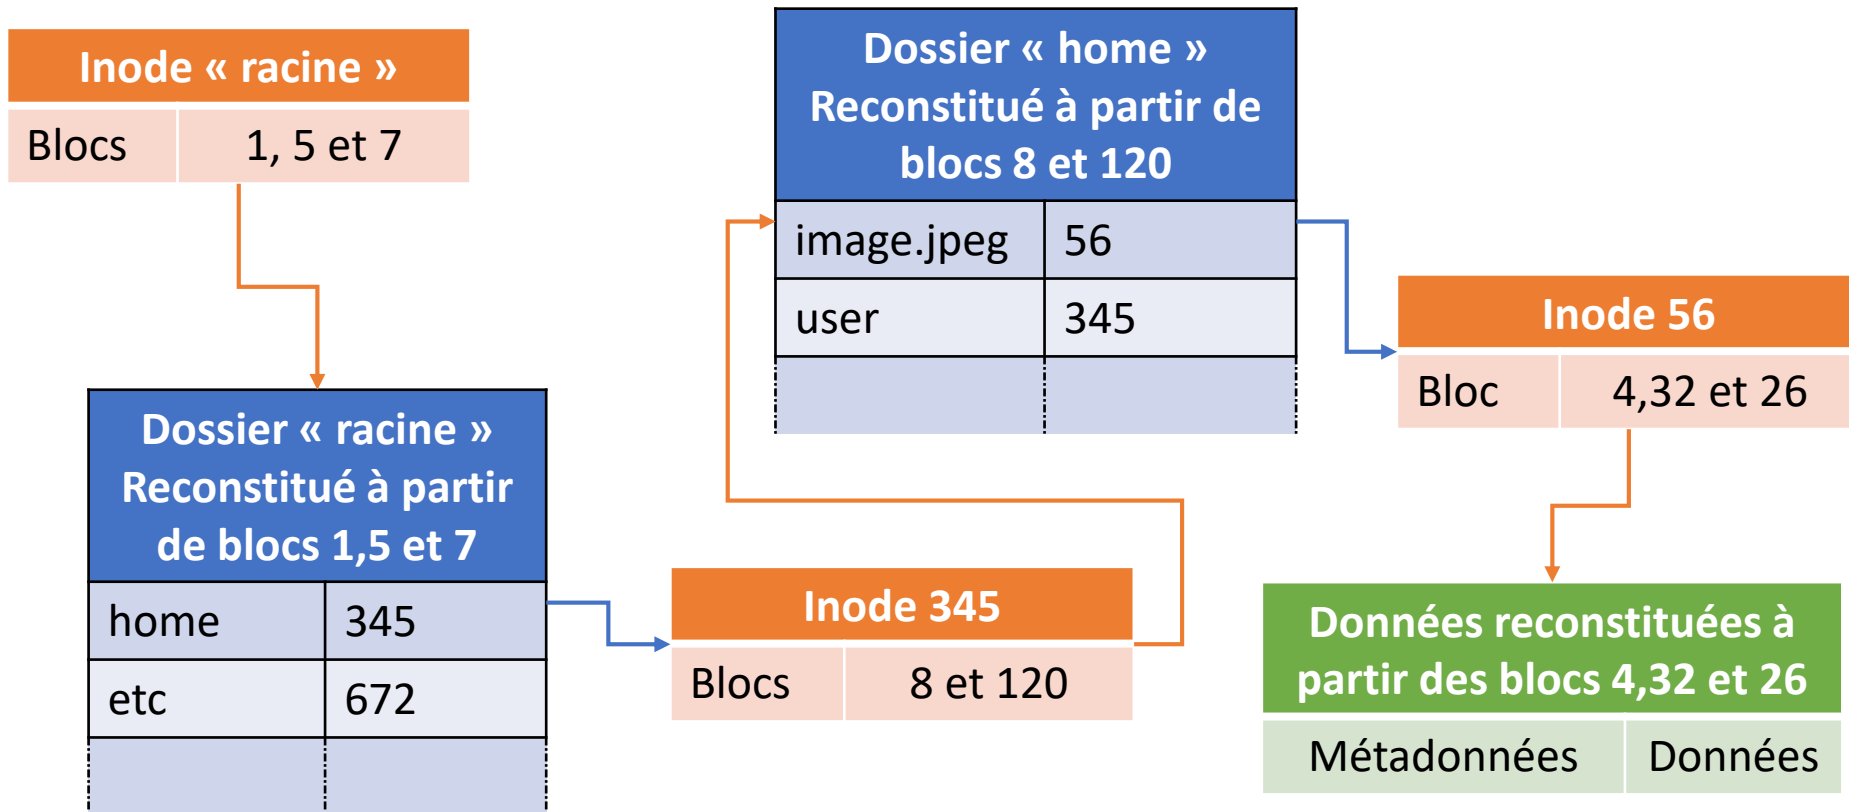 Inode « racine »
Blocs 1, 5 et 7
Dossier « racine »
Reconstitué à partir
de blocs 1,5 et 7
home 345
etc 672
Inode 345
Blocs 8 et 120
Dossier « home »
Reconstitué à partir de
blocs 8 et 120
image.jpeg 56
user 345
Inode 56
Bloc 4,32 et 26
Données reconstituées à
partir des blocs 4,32 et 26
Métadonnées Données